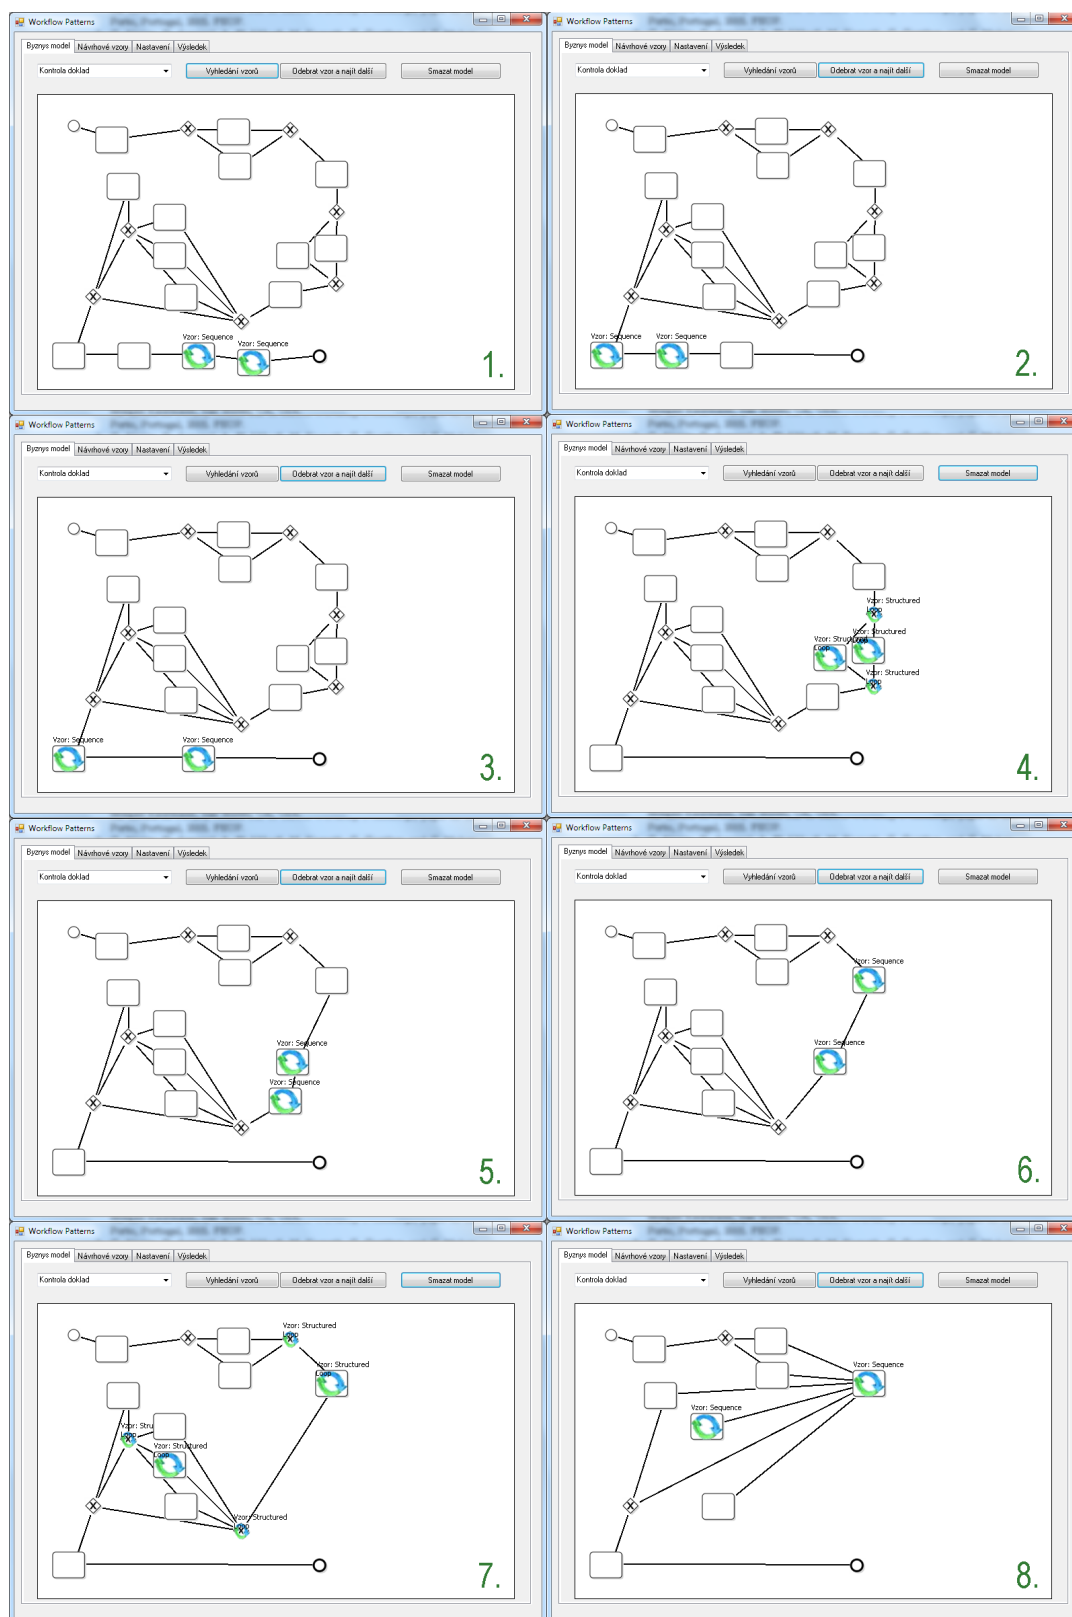 Workflow Patterns
Byznys model Návrhové vzory Nastavení Výsledek
Kontrola doklad Vyhledání vzorů Odebrat vzor a najít další Smazat model
Vzor: Sequence
Vzor: Sequence
1.
Workflow Patterns
Byznys model Návrhové vzory Nastavení Výsledek
Kontrola doklad Vyhledání vzorů Odebrat vzor a najít další Smazat model
Vzor: Sequence Vzor: Sequence
2.
Workflow Patterns
Byznys model Návrhové vzory Nastavení Výsledek
Kontrola doklad Vyhledání vzorů Odebrat vzor a najít další Smazat model
Vzor: Sequence Vzor: Sequence
3.
Workflow Patterns
Byznys model Návrhové vzory Nastavení Výsledek
Kontrola doklad Vyhledání vzorů Odebrat vzor a najít další Smazat model
Vzor: Structured
Loop
Vzor: Structured
Loop
Vzor: Structured
Loop
Vzor: Structured
Loop
4.
Workflow Patterns
Byznys model Návrhové vzory Nastavení Výsledek
Kontrola doklad Vyhledání vzorů Odebrat vzor a najít další Smazat model
Vzor: Sequence
Vzor: Sequence
5.
Workflow Patterns
Byznys model Návrhové vzory Nastavení Výsledek
Kontrola doklad Vyhledání vzorů Odebrat vzor a najít další Smazat model
Vzor: Sequence
Vzor: Sequence
6.
Workflow Patterns
Byznys model Návrhové vzory Nastavení Výsledek
Kontrola doklad Vyhledání vzorů Odebrat vzor a najít další Smazat model
Vzor: Structured
Loop
Vzor: Structured
Loop
Vzor: Stru
Loop
Vzor: Structured
Loop
Vzor: Structured
Loop
7.
Workflow Patterns
Byznys model Návrhové vzory Nastavení Výsledek
Kontrola doklad Vyhledání vzorů Odebrat vzor a najít další Smazat model
Vzor: Sequence
Vzor: Sequence
8.